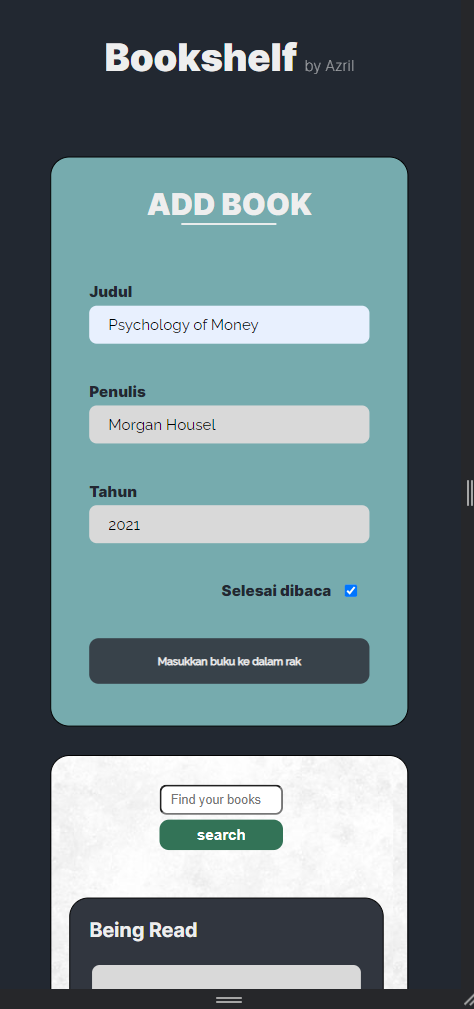 Bookshelf by Azril
ADD BOOK
Judul
Psychology of Money
Penulis
Morgan Housel
Tahun
2021
Selesai dibaca
Masukkan buku ke dalam rak
Find your books
search
Being Read